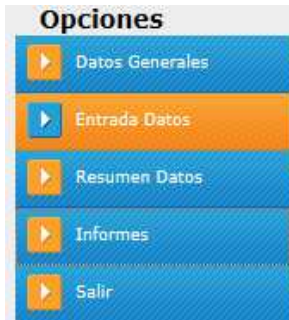 Opciones
Datos Generales
Entrada Datos
Resumen Datos
Informes
Salir